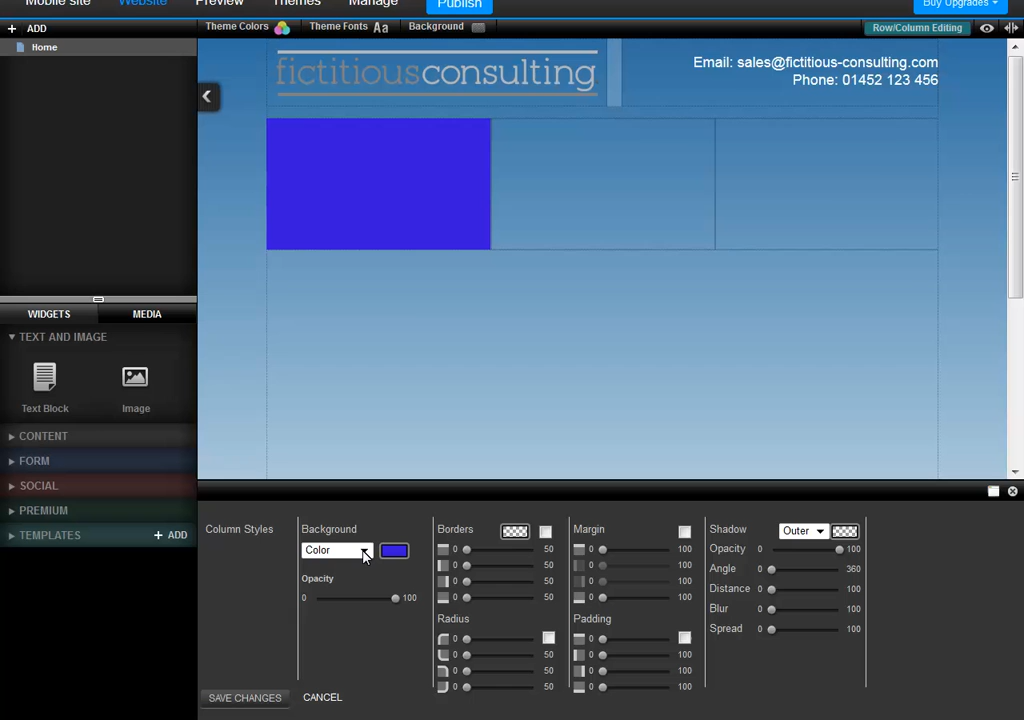 Mobile site Website Preview Themes Manage Publish Buy Upgrades
+ ADD Theme Colors Theme Fonts Aa Background Row/Column Editing
Home
fictitiousconsulting
Email: sales@fictitious-consulting.com
Phone: 01452 123 456
WIDGETS MEDIA
TEXT AND IMAGE
Text Block Image
CONTENT
FORM
SOCIAL
PREMIUM
TEMPLATES + ADD
Column Styles Background Borders Margin Shadow Outer
Color 0 50 0 100 Opacity 0 100
0 50 0 100 Angle 0 360
Opacity 0 50 0 100 Distance 0 100
0 100 0 50 0 100 Blur 0 100
Radius Padding Spread 0 100
0 50 0 100
0 50 0 100
0 50 0 100
0 50 0 100
SAVE CHANGES CANCEL